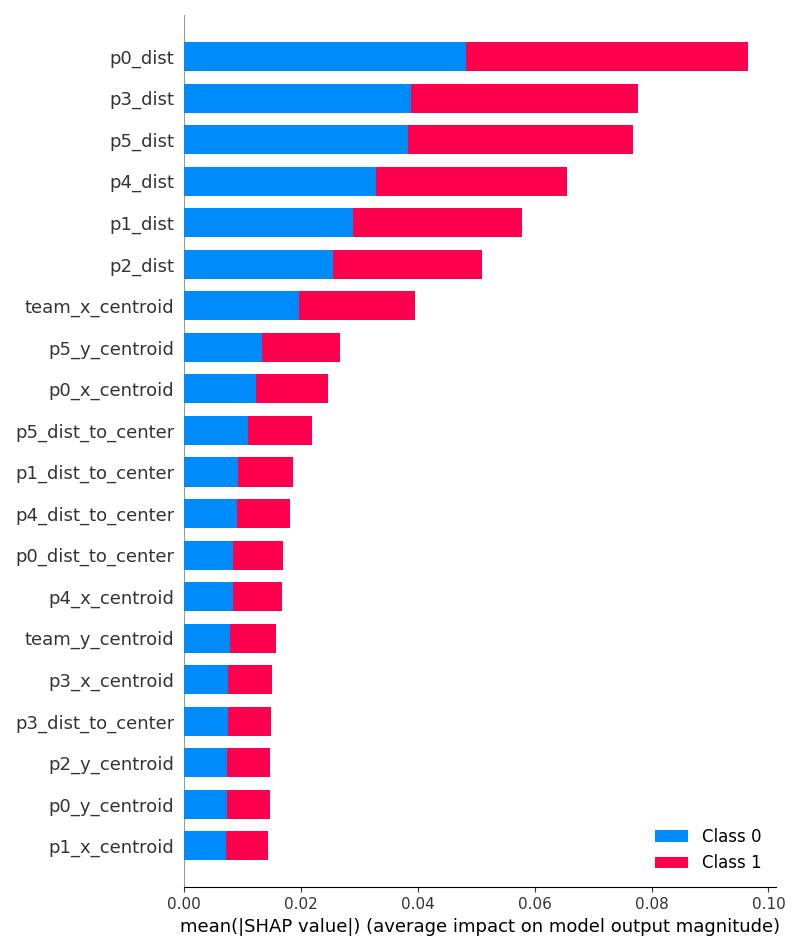 p0_dist
p3_dist
p5_dist
p4_dist
p1_dist
p2_dist
team_x_centroid
p5_y_centroid
p0_x_centroid
p5_dist_to_center
p1_dist_to_center
p4_dist_to_center
p0_dist_to_center
p4_x_centroid
team_y_centroid
p3_x_centroid
p3_dist_to_center
p2_y_centroid
p0_y_centroid
p1_x_centroid
Class 0
Class 1
0.00 0.02 0.04 0.06 0.08 0.10
mean(|SHAP value|) (average impact on model output magnitude)